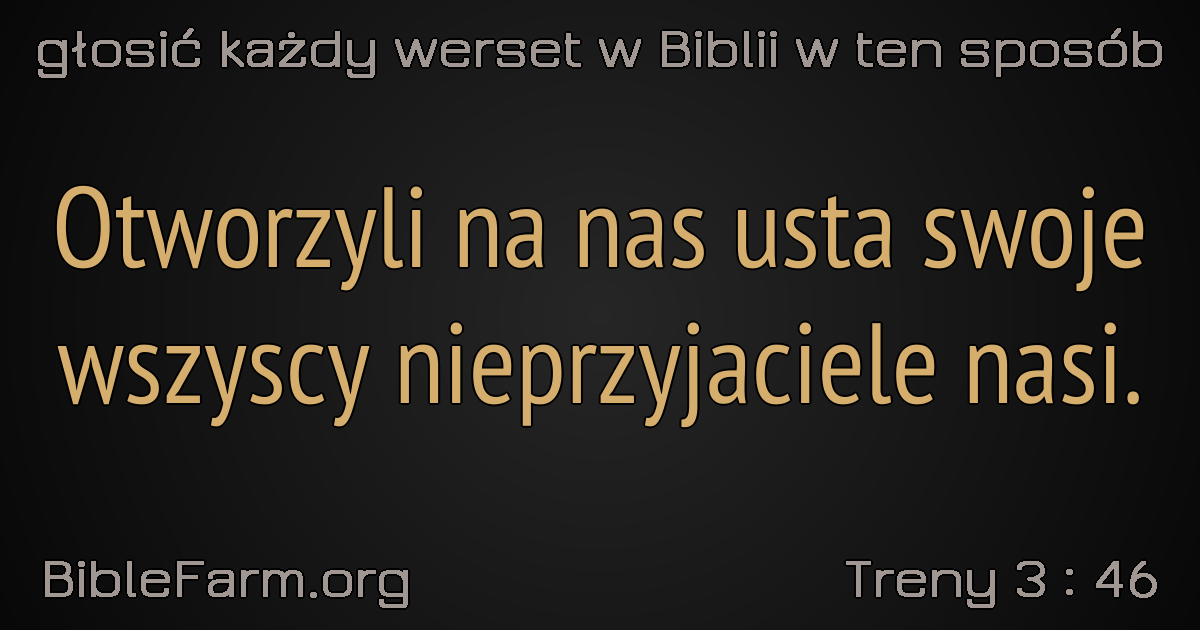 głosić każdy werset w Biblii w ten sposób
Otworzyli na nas usta swoje
wszyscy nieprzyjaciele nasi.
BibleFarm.org
Treny 3 : 46